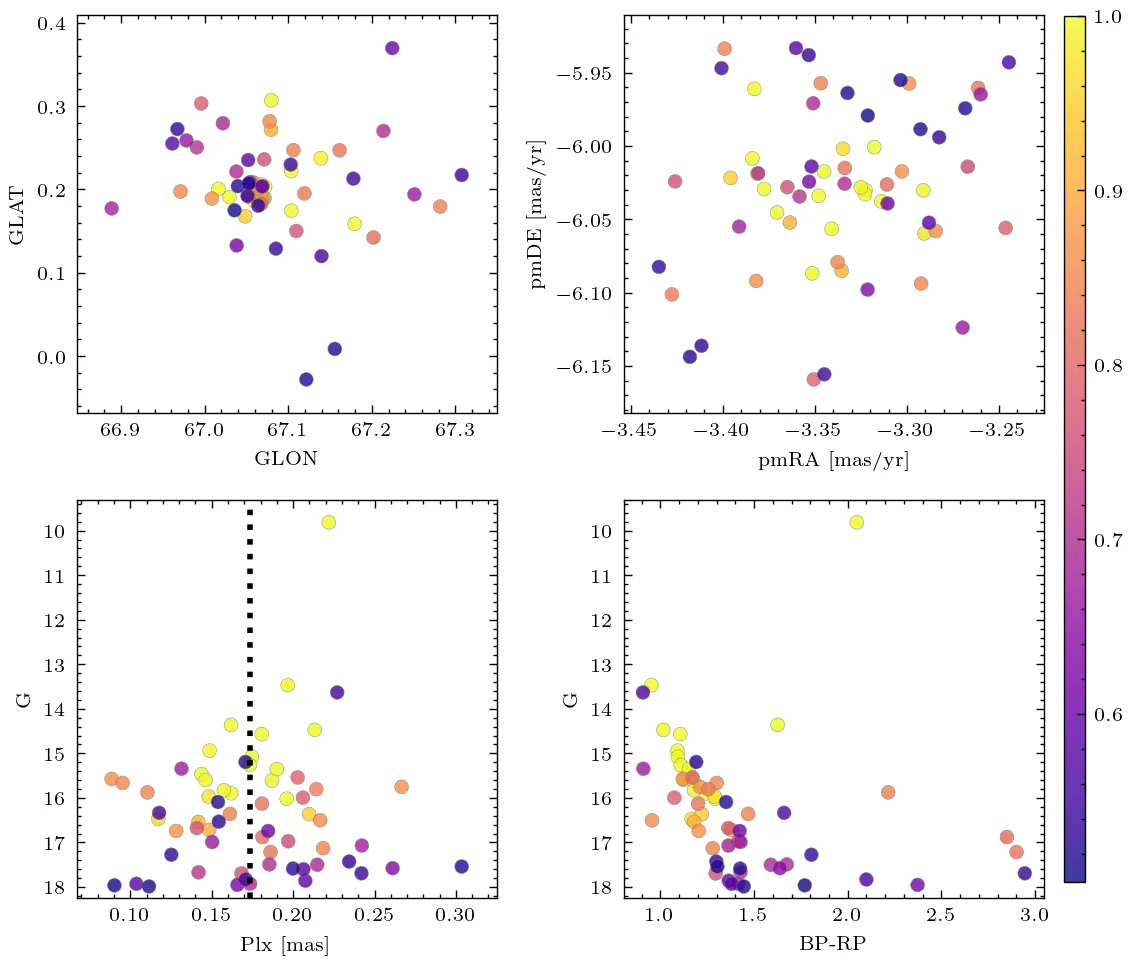 0.4
0.3
0.2
0.1
0.0
GLAT
66.9 67.0 67.1 67.2 67.3
GLON
−5.95
−6.00
−6.05
−6.10
−6.15
pmDE [mas/yr]
−3.45 −3.40 −3.35 −3.30 −3.25
pmRA [mas/yr]
1.0
0.9
0.8
0.7
0.6
10
11
12
13
14
15
16
17
18
G
0.10 0.15 0.20 0.25 0.30
Plx [mas]
10
11
12
13
14
15
16
17
18
G
1.0 1.5 2.0 2.5 3.0
BP-RP